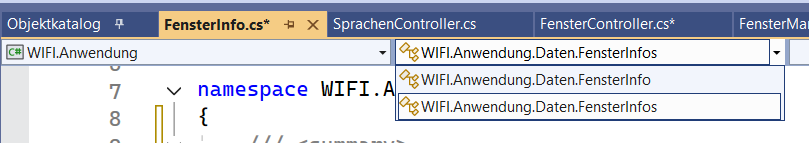 Objektkatalog FensterInfo.cs* SprachenController.cs FensterController.cs* FensterMa
C# WIFI.Anwendung WIFI.Anwendung.Daten.FensterInfos
WIFI.Anwendung.Daten.FensterInfo
7 namespace WIFI.A WIFI.Anwendung.Daten.FensterInfos
8 {
/// <summary>